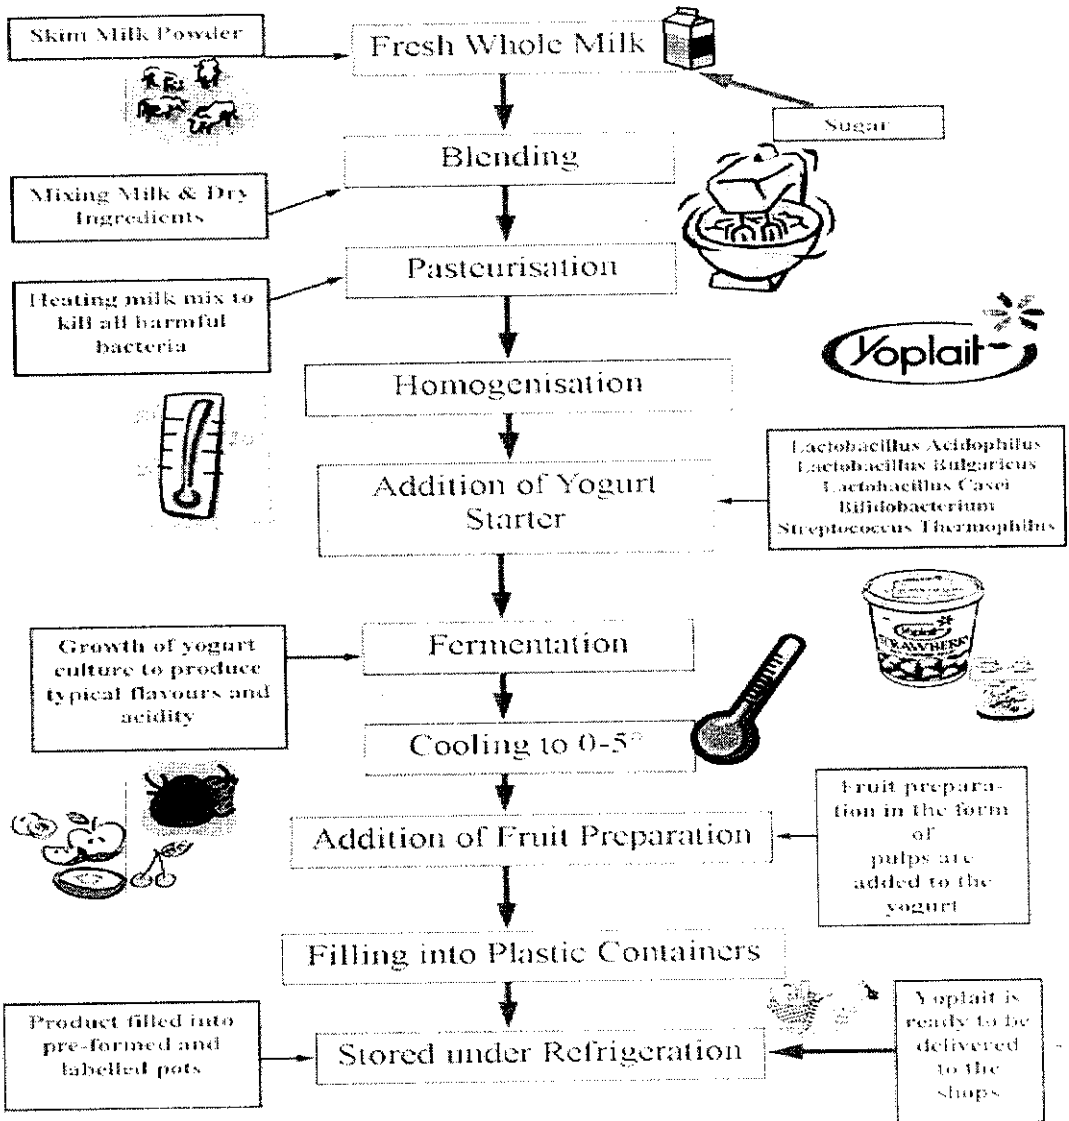 Skim Milk Powder
Fresh Whole Milk
Sugar
Blending
Mixing Milk & Dry
Ingredients
Pasteurisation
Heating milk mix to
kill all harmful
bacteria
Yoplait
Homogenisation
Lactobacillus Acidophilus
Lactobacillus Bulgaricus
Lactobacillus Casei
Bifidobacterium
Streptococcus Thermophilus
Addition of Yogurt
Starter
Yoplait
STRAWBERRY
Growth of yogurt
culture to produce
typical flavours and
acidity
Fermentation
Cooling to 0-5°
Fruit prepara-
tion in the form
of
pulps are
added to the
yogurt
Addition of Fruit Preparation
Filling into Plastic Containers
Product filled into
pre-formed and
labelled pots
Stored under Refrigeration
Yoplait is
ready to be
delivered
to the
shops